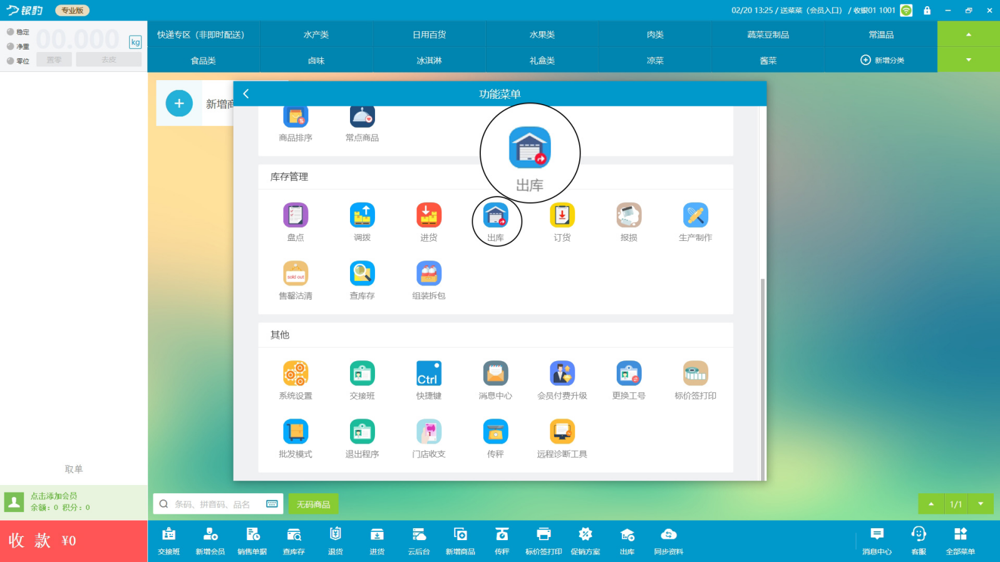 银豹 专业版
02/20 13:25 / 送菜菜（会员入口） / 收银01 1001
稳定
净重
零位
00.000
kg
置零 去皮
快递专区（非即时配送） 水产类 日用百货 水果类 肉类 蔬菜豆制品 常温品
食品类 卤味 冰淇淋 礼盒类 凉菜 酱菜 新增分类
新增商
功能菜单
商品排序 常点商品
出库
库存管理
盘点 调拨 进货 出库 订货 报损 生产制作
sold out
售罄沽清 查库存 组装拆包
其他
Ctrl
系统设置 交接班 快捷键 消息中心 会员付费升级 更换工号 标价签打印
批发模式 退出程序 门店收支 传秤 远程诊断工具
取单
点击添加会员
余额：0 积分：0
条码、拼音码、品名
无码商品
1/1
收 款 ¥0
交接班 新增会员 销售单据 查库存 退货 进货 云后台 新增商品 传秤 标价签打印 促销方案 出库 同步资料 消息中心 客服 全部菜单